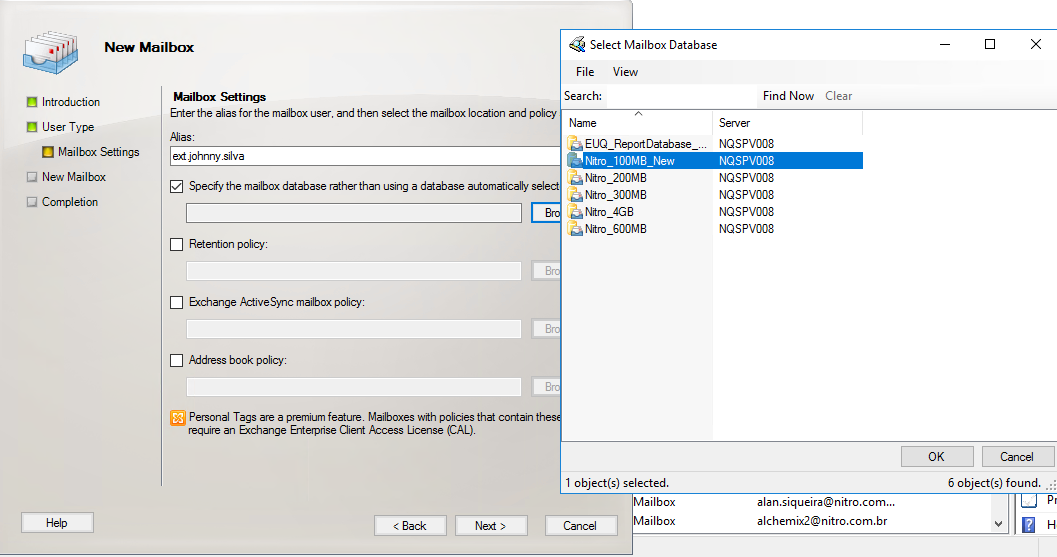 New Mailbox
Introduction
User Type
Mailbox Settings
New Mailbox
Completion
Mailbox Settings
Enter the alias for the mailbox user, and then select the mailbox location and policy
Alias:
ext.johnny.silva
Specify the mailbox database rather than using a database automatically select
Bro
Retention policy:
Bro
Exchange ActiveSync mailbox policy:
Bro
Address book policy:
Bro
Personal Tags are a premium feature. Mailboxes with policies that contain these
require an Exchange Enterprise Client Access License (CAL).
Help
< Back
Next >
Cancel
Select Mailbox Database
File View
Search: Find Now Clear
Name Server
EUQ_ReportDatabase_... NQSPV008
Nitro_100MB_New NQSPV008
Nitro_200MB NQSPV008
Nitro_300MB NQSPV008
Nitro_4GB NQSPV008
Nitro_600MB NQSPV008
OK Cancel
1 object(s) selected. 6 object(s) found.
Mailbox alan.siqueira@nitro.com...
Mailbox alchemix2@nitro.com.br
Pr
H